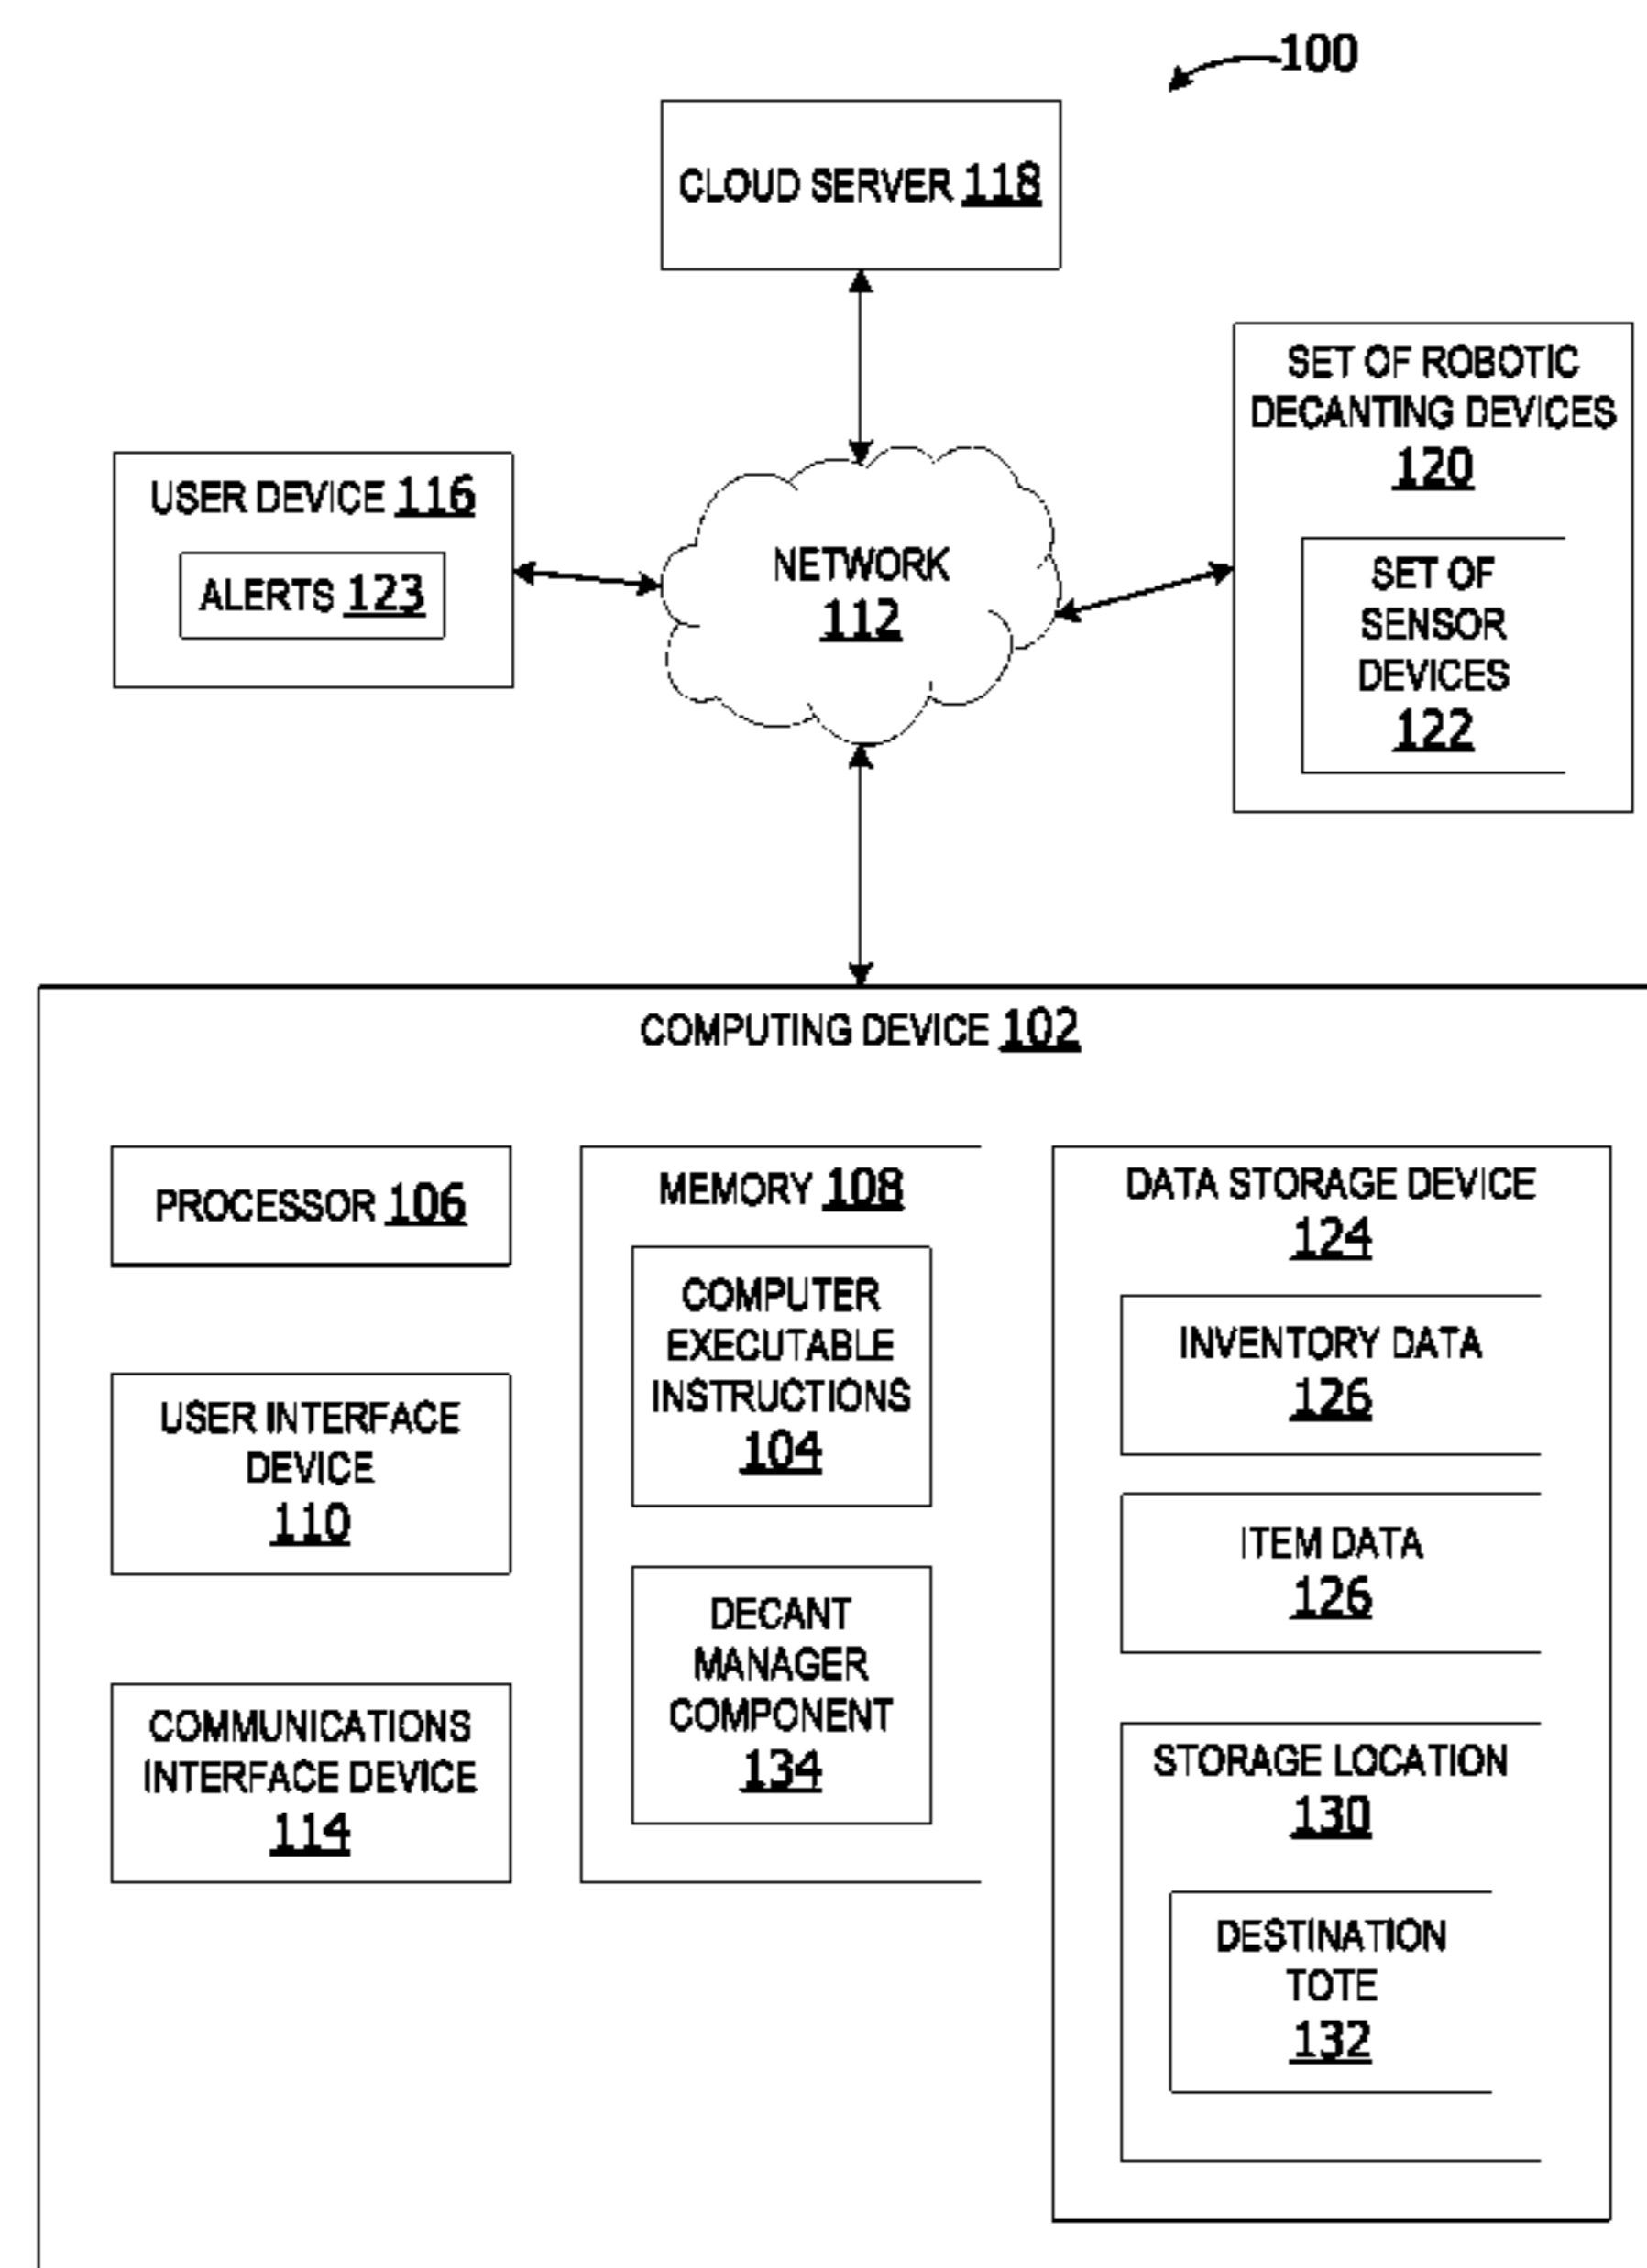 100
CLOUD SERVER 118
SET OF ROBOTIC
DECANTING DEVICES
120
SET OF
SENSOR
DEVICES
122
USER DEVICE 116
ALERTS 123
NETWORK
112
COMPUTING DEVICE 102
PROCESSOR 106
USER INTERFACE
DEVICE
110
COMMUNICATIONS
INTERFACE DEVICE
114
MEMORY 108
COMPUTER
EXECUTABLE
INSTRUCTIONS
104
DECANT
MANAGER
COMPONENT
134
DATA STORAGE DEVICE
124
INVENTORY DATA
126
ITEM DATA
126
STORAGE LOCATION
130
DESTINATION
TOTE
132